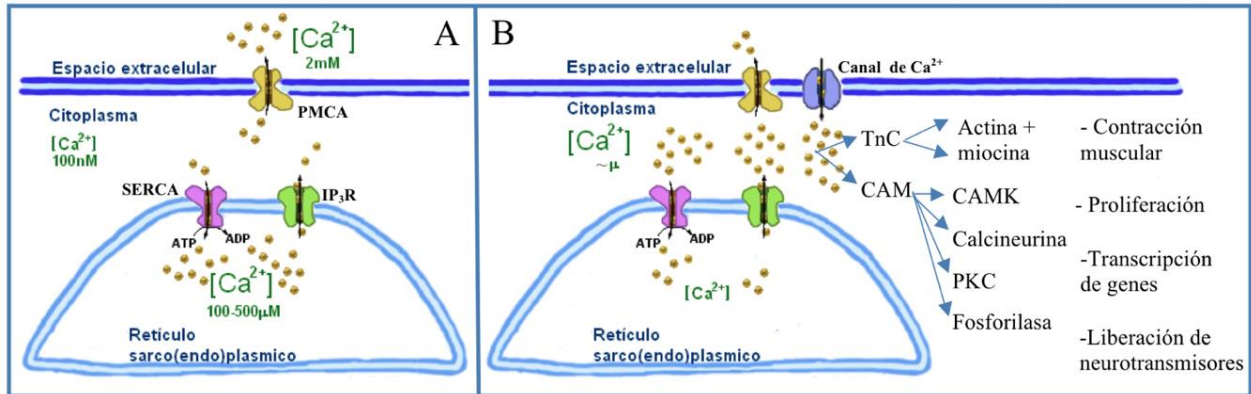 A
[Ca²⁺]
2mM
Espacio extracelular
Citoplasma
PMCA
[Ca²⁺]
100nM
SERCA
IP₃R
ATP
ADP
[Ca²⁺]
100-500μM
Retículo
sarco(endo)plasmico
B
Canal de Ca²⁺
Espacio extracelular
Citoplasma
[Ca²⁺]
~μ
TnC
Actina +
miocina
CAM
CAMK
Calcineurina
PKC
Fosforilasa
- Contracción
muscular
- Proliferación
-Transcripción
de genes
-Liberación de
neurotransmisores
ATP
ADP
[Ca²⁺]
Retículo
sarco(endo)plasmico